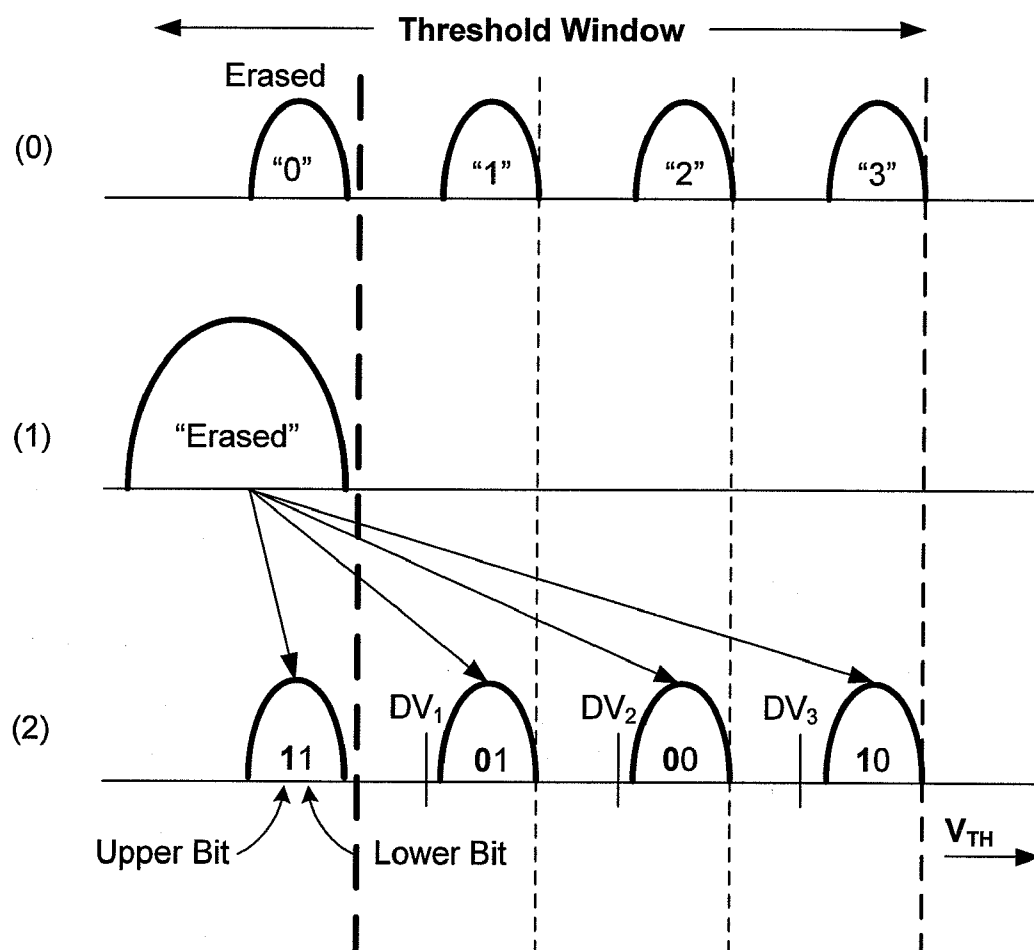 Threshold Window
Erased
(0)
“0” “1” “2” “3”
(1)
“Erased”
(2)
DV1 DV2 DV3
11 01 00 10
Upper Bit Lower Bit
VTH